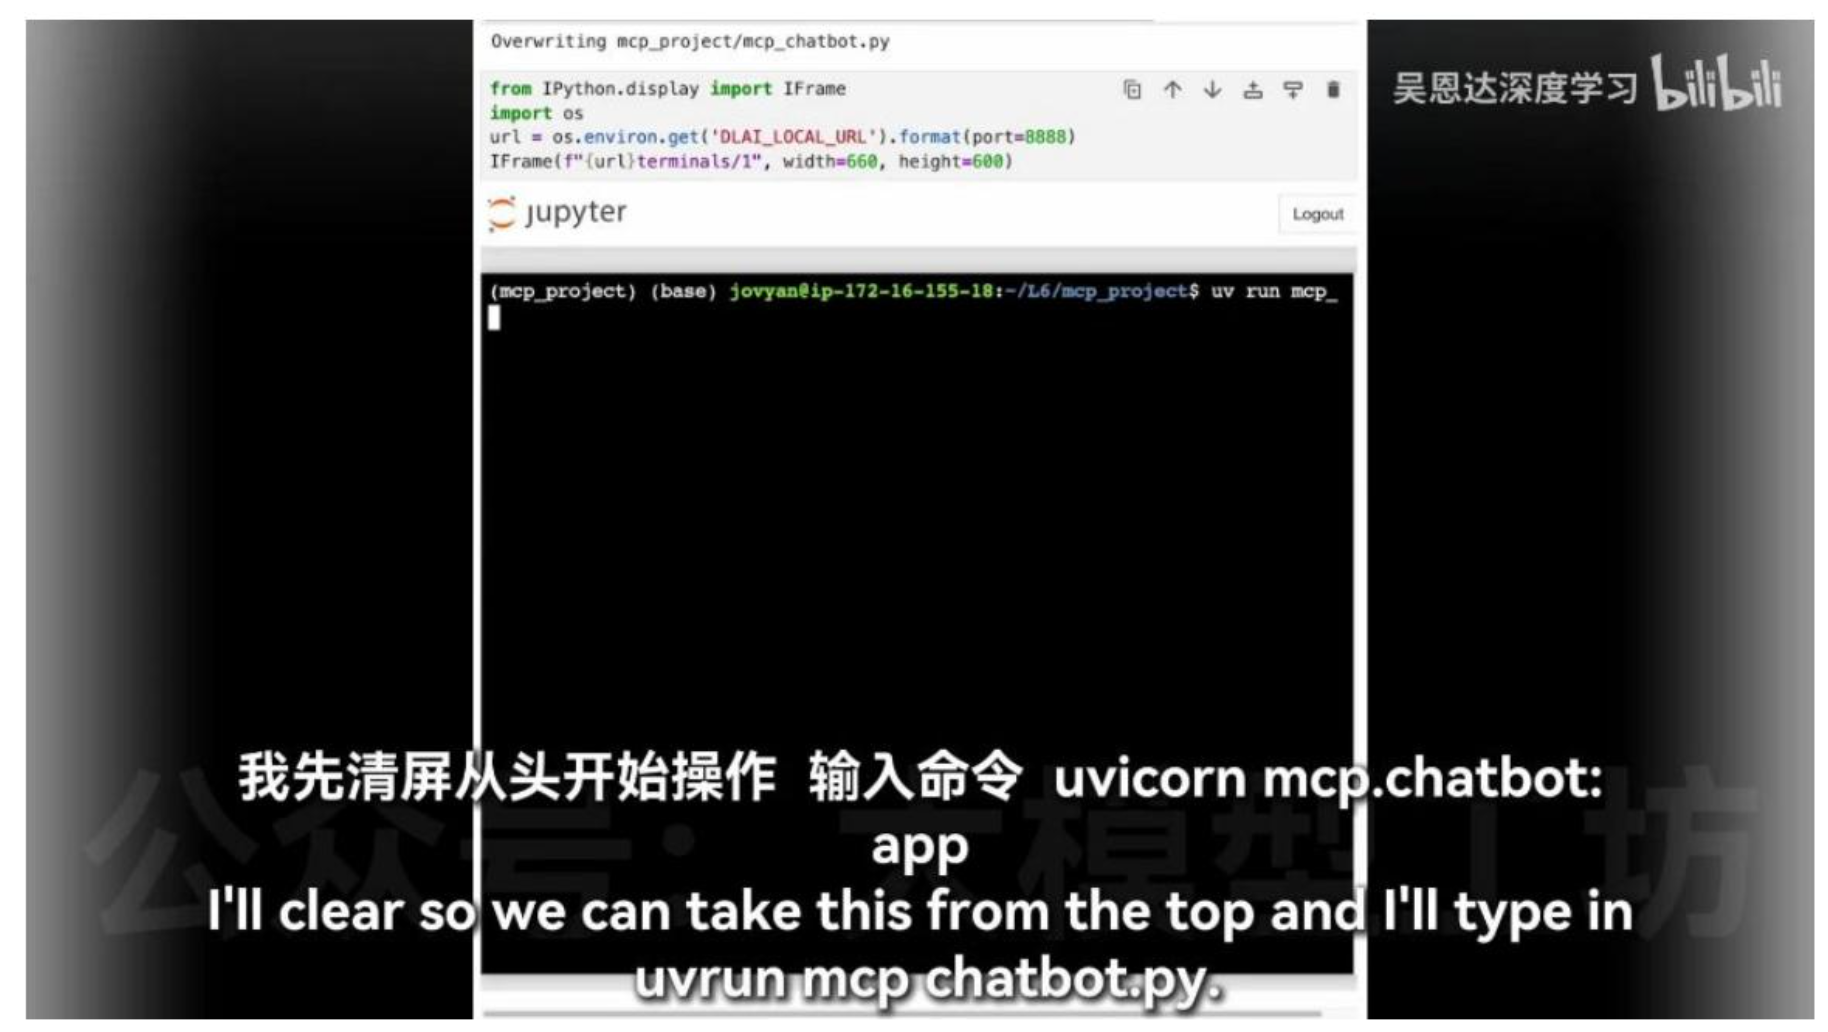 Overwriting mcp_project/mcp_chatbot.py
from IPython.display import IFrame
import os
url = os.environ.get('DLAI_LOCAL_URL').format(port=8888)
IFrame(f"{url}terminals/1", width=660, height=600)
吴恩达深度学习 bilibili
jupyter
Logout
(mcp_project) (base) jovyan@ip-172-16-155-18:~/L6/mcp_project$ uv run mcp_
我先清屏从头开始操作 输入命令 uvicorn mcp.chatbot:
app
I'll clear so we can take this from the top and I'll type in
uvrun mcp chatbot.py.
公众号：大模型工坊